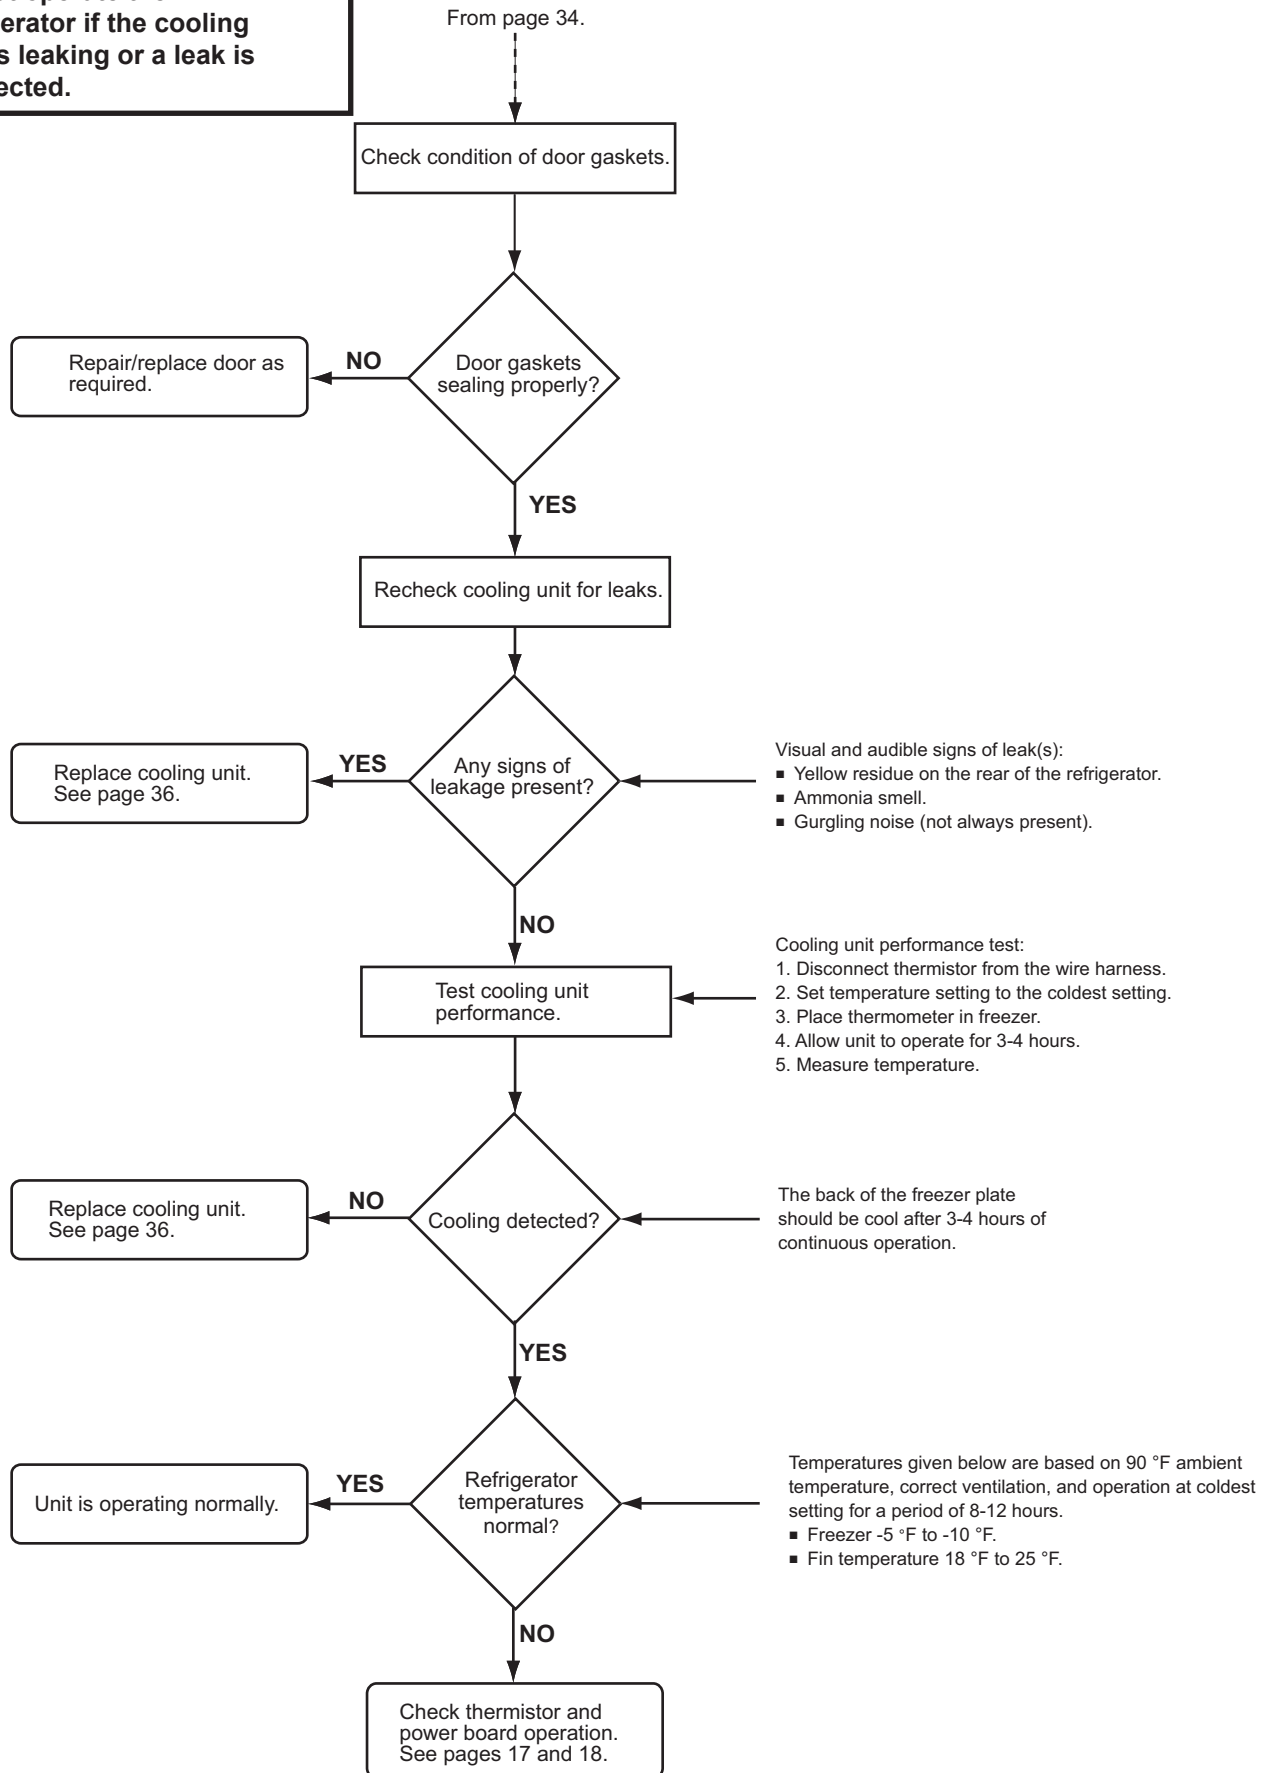 erator if the cooling
s leaking or a leak is
ected.
From page 34.
Check condition of door gaskets.
Door gaskets
sealing properly?
NO
Repair/replace door as
required.
YES
Recheck cooling unit for leaks.
Any signs of
leakage present?
YES
Replace cooling unit.
See page 36.
Visual and audible signs of leak(s):
■ Yellow residue on the rear of the refrigerator.
■ Ammonia smell.
■ Gurgling noise (not always present).
NO
Test cooling unit
performance.
Cooling unit performance test:
1. Disconnect thermistor from the wire harness.
2. Set temperature setting to the coldest setting.
3. Place thermometer in freezer.
4. Allow unit to operate for 3-4 hours.
5. Measure temperature.
Cooling detected?
NO
Replace cooling unit.
See page 36.
The back of the freezer plate
should be cool after 3-4 hours of
continuous operation.
YES
Refrigerator
temperatures
normal?
YES
Unit is operating normally.
Temperatures given below are based on 90 °F ambient
temperature, correct ventilation, and operation at coldest
setting for a period of 8-12 hours.
■ Freezer -5 °F to -10 °F.
■ Fin temperature 18 °F to 25 °F.
NO
Check thermistor and
power board operation.
See pages 17 and 18.